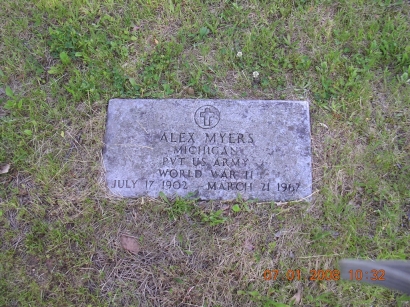 ALEX MYERS
MICHIGAN
PVT US ARMY
WORLD WAR II
JULY 17 1902 MARCH 21 1967